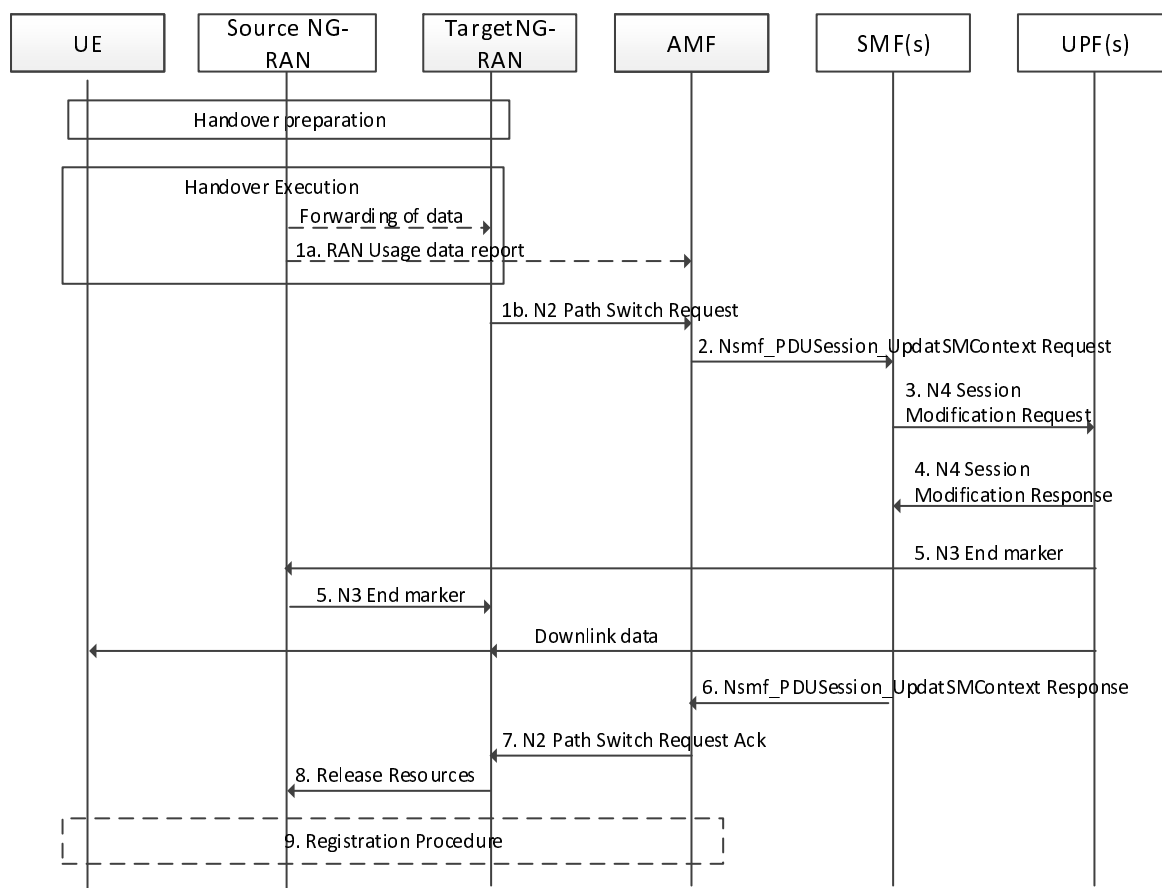 UE
Source NG-
RAN
TargetNG-
RAN
AMF
SMF(s)
UPF(s)
Handover preparation
Handover Execution
Forwarding of data
1a. RAN Usage data report
1b. N2 Path Switch Request
2. Nsmf_PDUSession_UpdatSMContext Request
3. N4 Session
Modification Request
4. N4 Session
Modification Response
5. N3 End marker
5. N3 End marker
Downlink data
6. Nsmf_PDUSession_UpdatSMContext Response
7. N2 Path Switch Request Ack
8. Release Resources
9. Registration Procedure